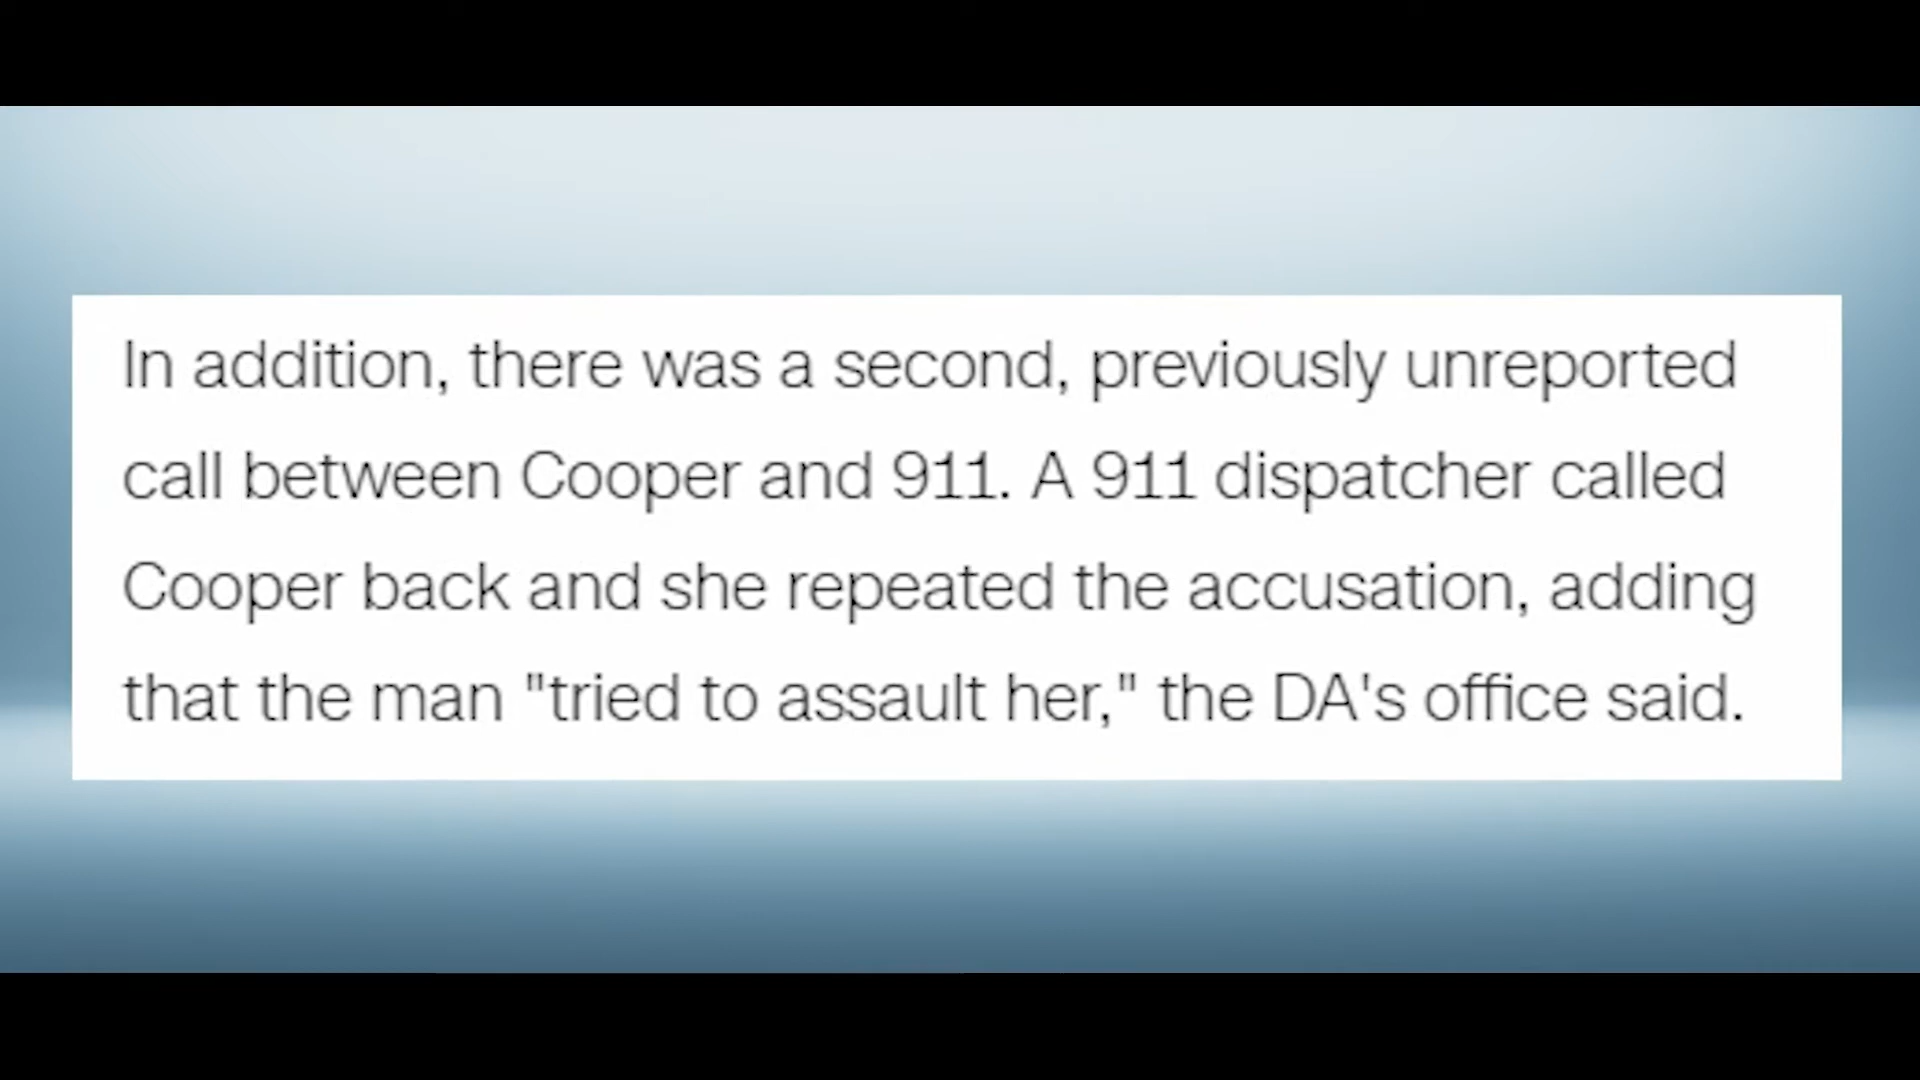 In addition, there was a second, previously unreported
call between Cooper and 911. A 911 dispatcher called
Cooper back and she repeated the accusation, adding
that the man "tried to assault her," the DA's office said.